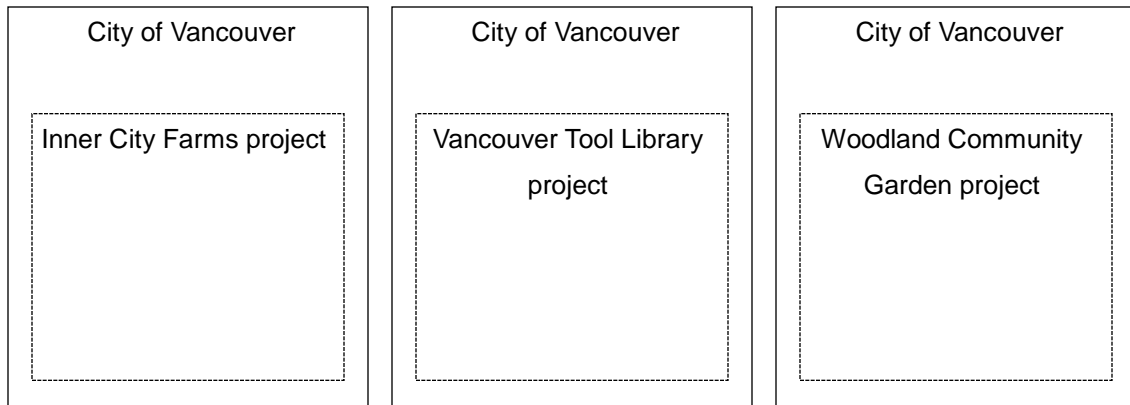 City of Vancouver
Inner City Farms project
City of Vancouver
Vancouver Tool Library
project
City of Vancouver
Woodland Community
Garden project